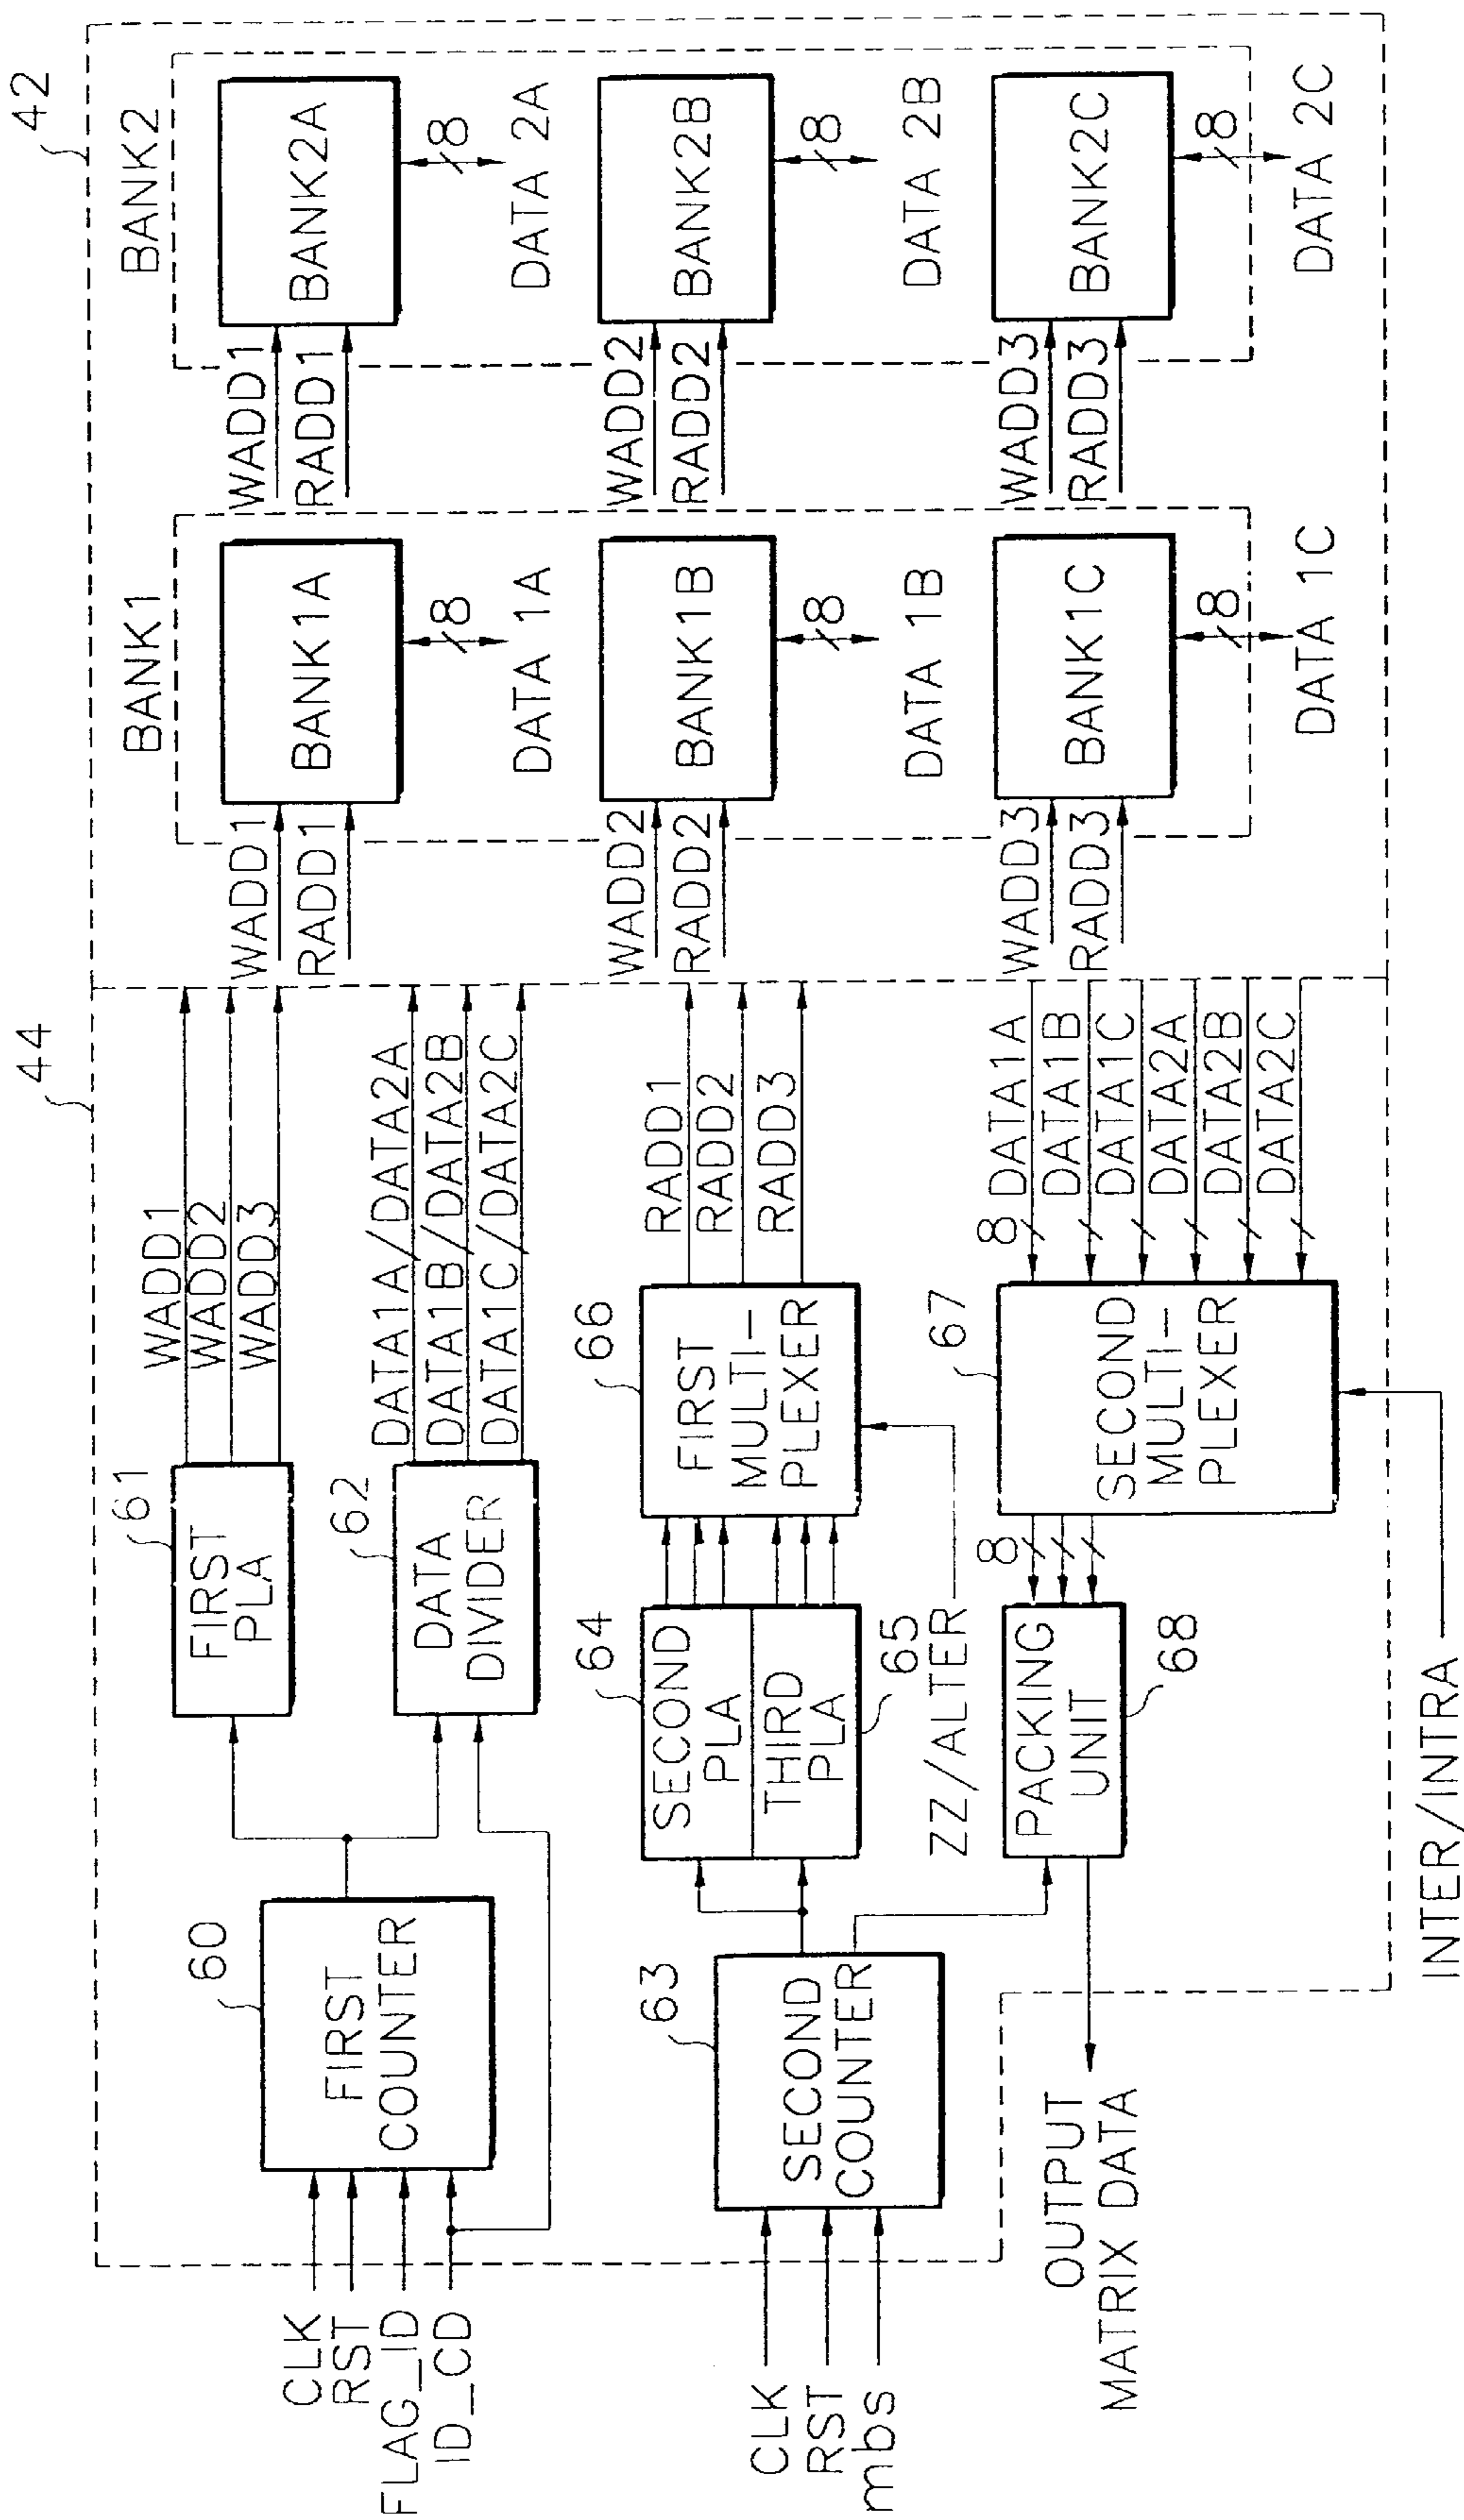 42
44
BANK1
BANK2
WADD1
RADD1
BANK1A
8
DATA 1A
WADD1
RADD1
BANK2A
8
DATA 2A
WADD2
RADD2
BANK1B
8
DATA 1B
WADD2
RADD2
BANK2B
8
DATA 2B
WADD3
RADD3
BANK1C
8
DATA 1C
WADD3
RADD3
BANK2C
8
DATA 2C
CLK
RST
FLAG_ID
ID_CD
60
FIRST
COUNTER
61
FIRST
PLA
WADD1
WADD2
WADD3
62
DATA
DIVIDER
DATA1A/DATA2A
DATA1B/DATA2B
DATA1C/DATA2C
CLK
RST
mbs
63
SECOND
COUNTER
64
SECOND
PLA
THIRD
PLA
65
ZZ/ALTER
66
FIRST
MULTI-
PLEXER
RADD1
RADD2
RADD3
OUTPUT
MATRIX DATA
PACKING
UNIT
68
8
67
SECOND
MULTI-
PLEXER
8 DATA1A
DATA1B
DATA1C
DATA2A
DATA2B
DATA2C
INTER/INTRA